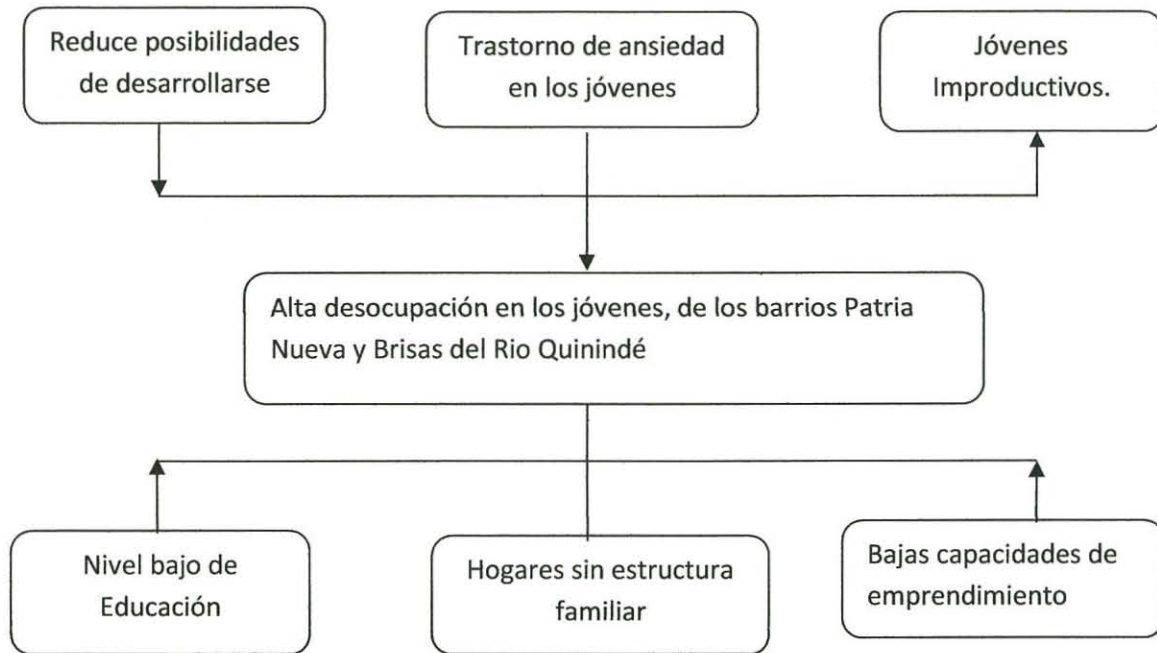 Reduce posibilidades
de desarrollarse
Trastorno de ansiedad
en los jóvenes
Jóvenes
Improductivos.
Alta desocupación en los jóvenes, de los barrios Patria
Nueva y Brisas del Rio Quinindé
Nivel bajo de
Educación
Hogares sin estructura
familiar
Bajas capacidades de
emprendimiento